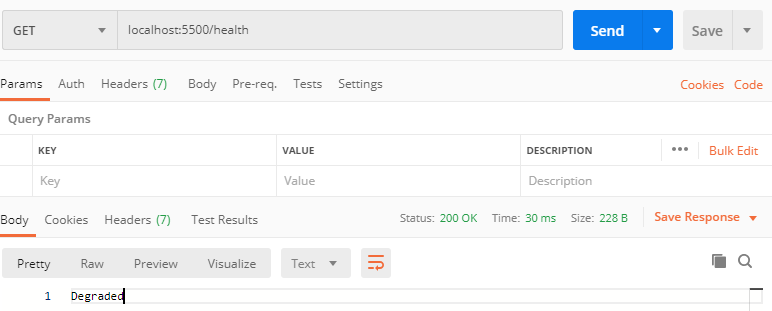 GET localhost:5500/health Send Save
Params Auth Headers (7) Body Pre-req. Tests Settings Cookies Code
Query Params
KEY VALUE DESCRIPTION ••• Bulk Edit
Key Value Description
Body Cookies Headers (7) Test Results Status: 200 OK Time: 30 ms Size: 228 B Save Response
Pretty Raw Preview Visualize Text
1 Degraded